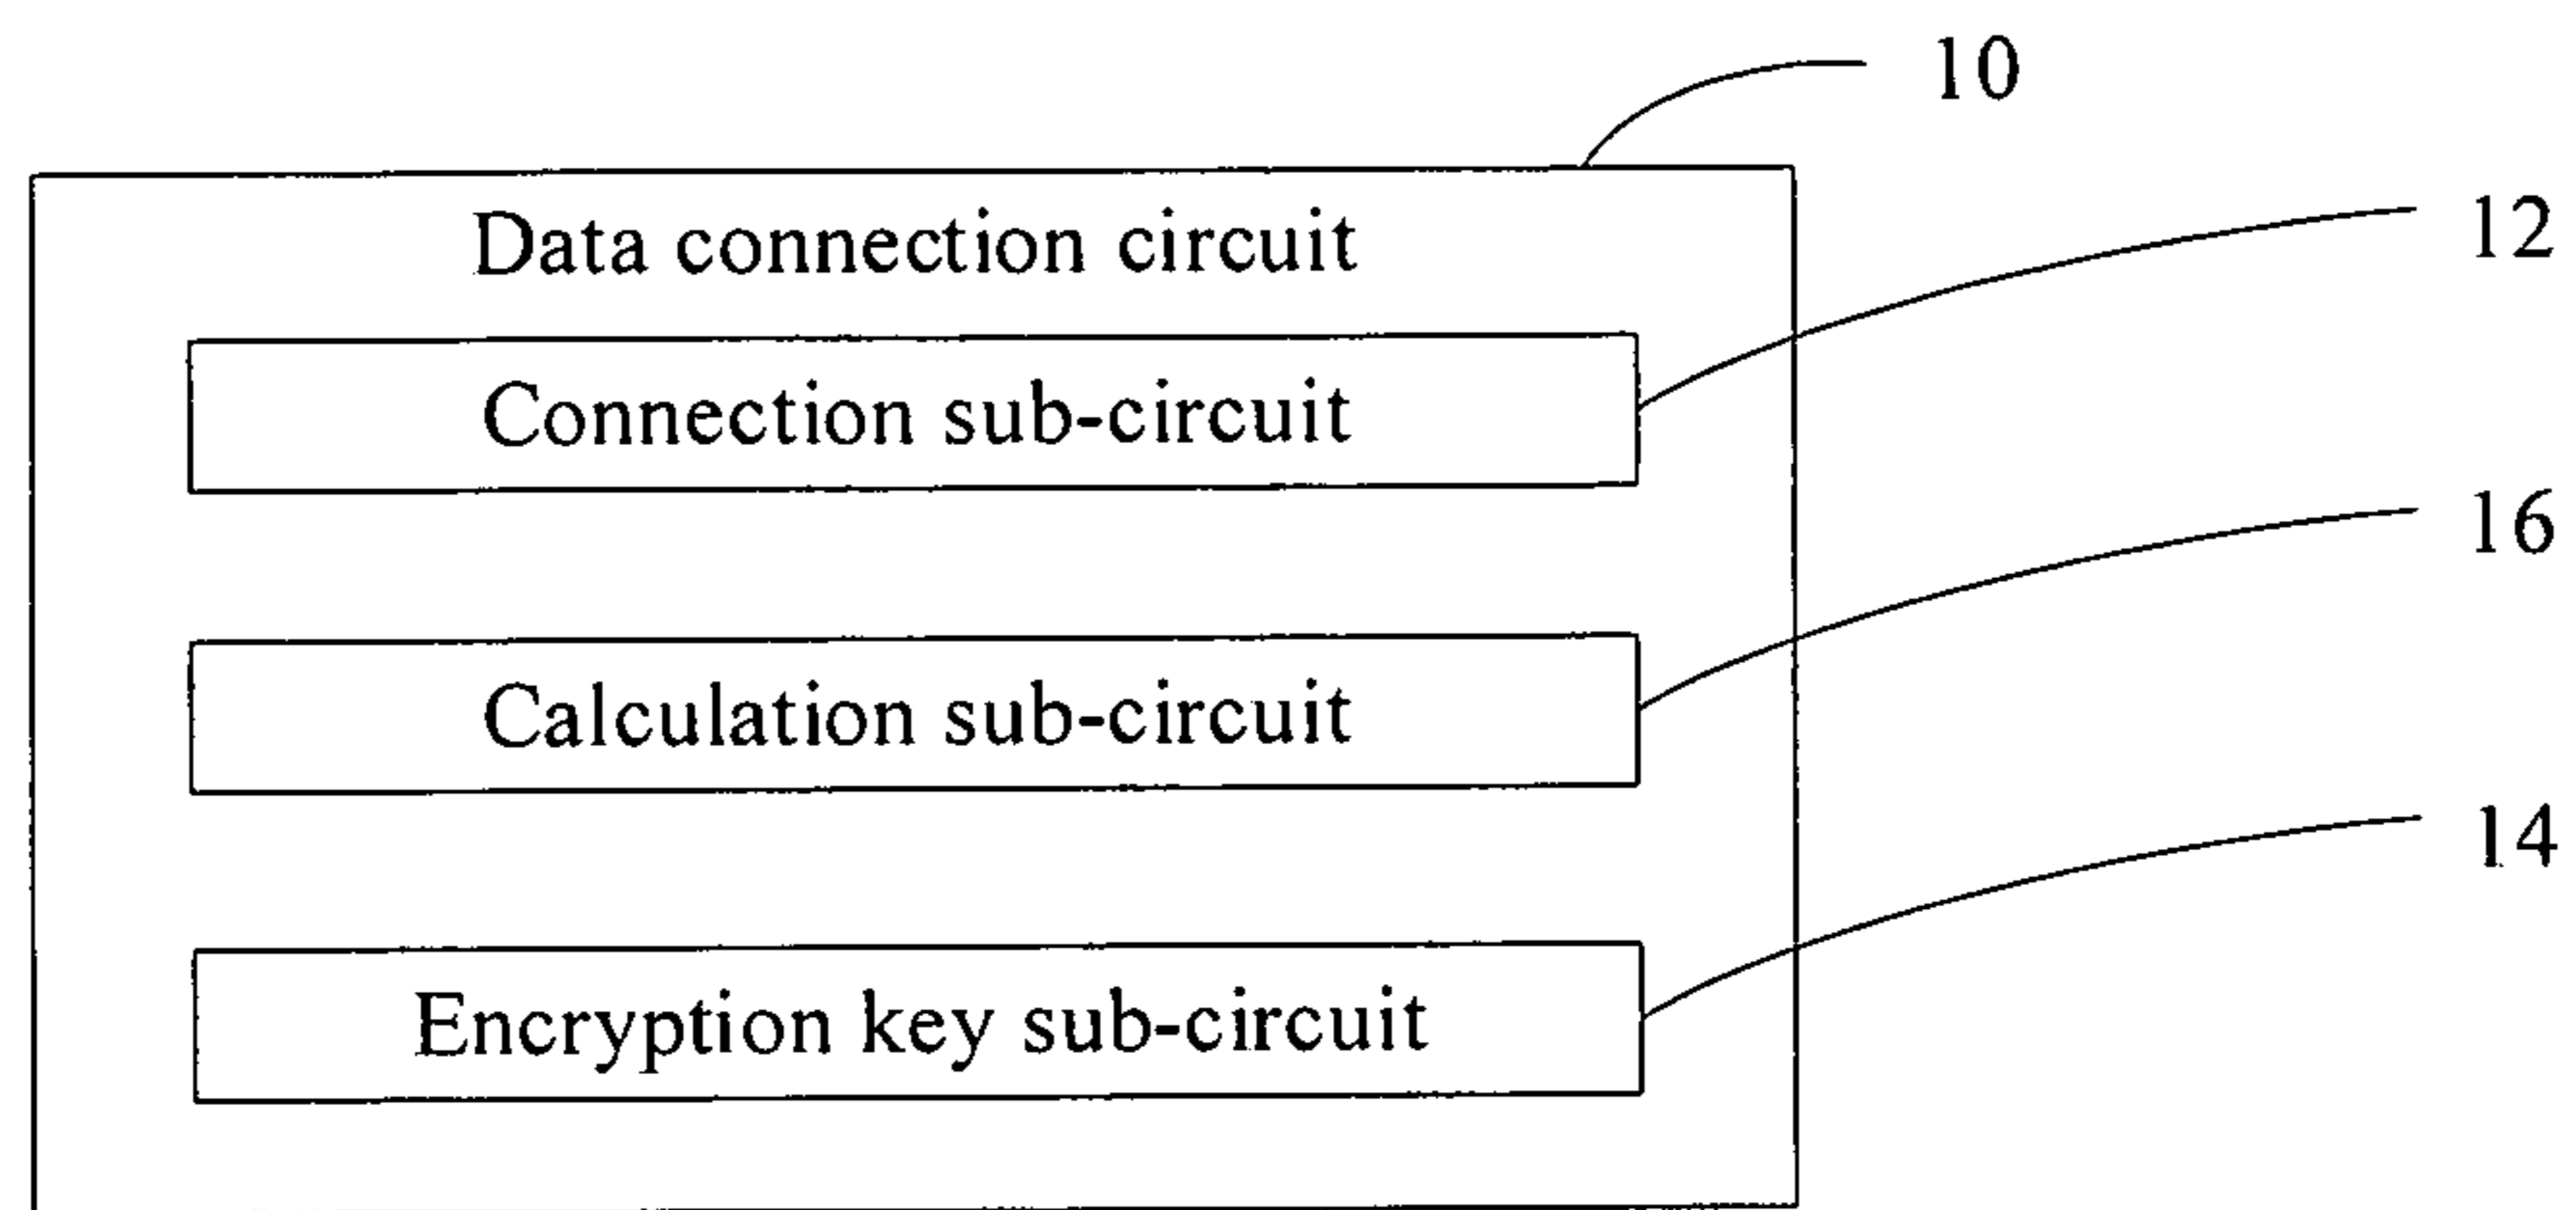 10
Data connection circuit
12
Connection sub-circuit
16
Calculation sub-circuit
14
Encryption key sub-circuit